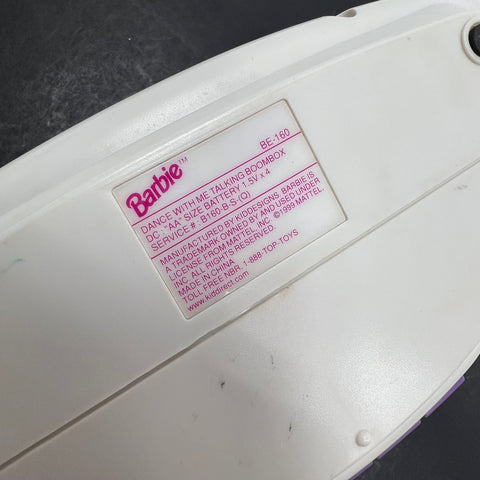 Barbie™
BE-160
DANCE WITH ME TALKING BOOMBOX
DC: "AA" SIZE BATTERY 1.5V x 4
SERVICE #: B160-B-S-(O)
MANUFACTURED BY KIDDESIGNS. BARBIE IS
A TRADEMARK OWNED BY AND USED UNDER
LICENSE FROM MATTEL, INC. ©1999 MATTEL,
INC. ALL RIGHTS RESERVED.
MADE IN CHINA
TOLL FREE NBR. 1-888-TOP-TOYS
www.kiddirect.com